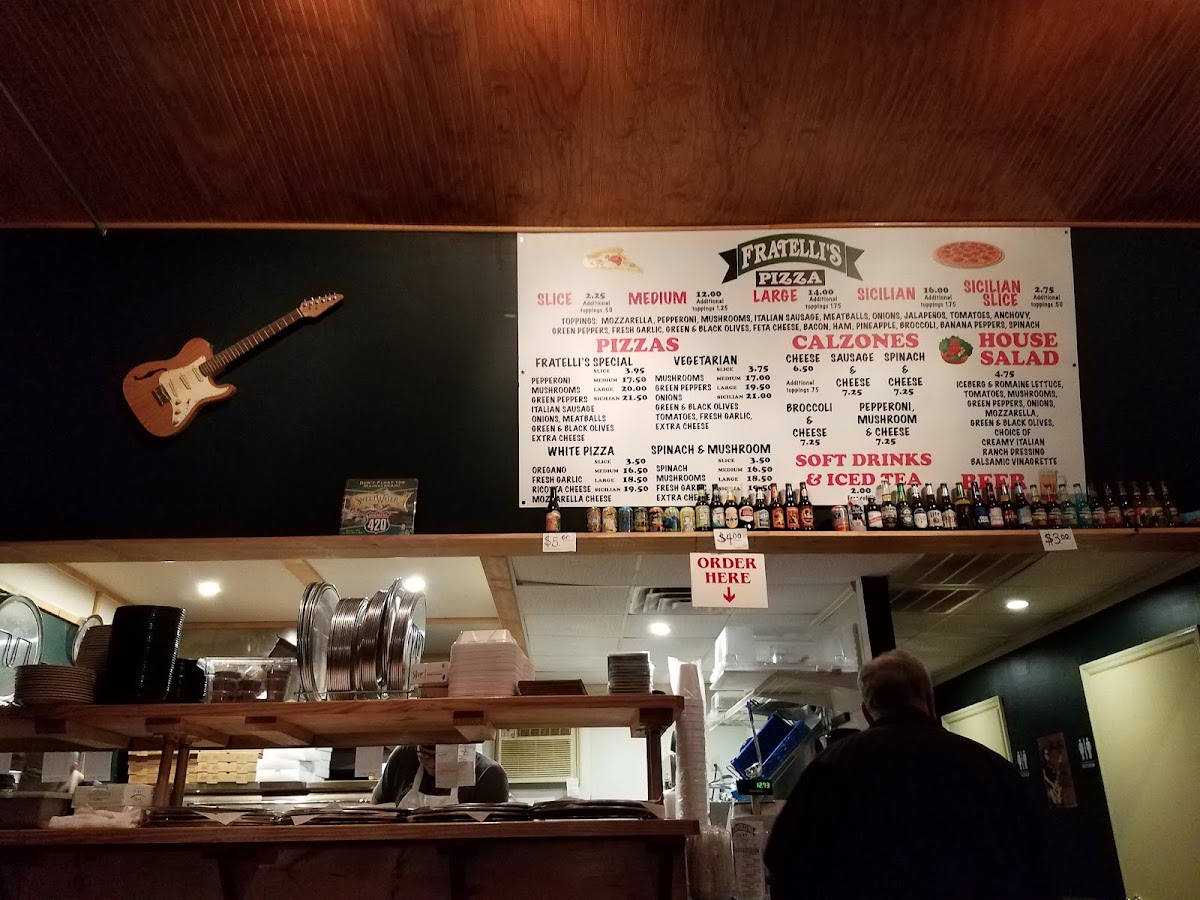 FRATELLI'S
PIZZA
SLICE 2.25 Additional toppings .50
MEDIUM 12.00 Additional toppings 1.25
LARGE 14.00 Additional toppings 1.75
SICILIAN 16.00 Additional toppings 1.75
SICILIAN SLICE 2.75 Additional toppings .50
TOPPINGS: MOZZARELLA, PEPPERONI, MUSHROOMS, ITALIAN SAUSAGE, MEATBALLS, ONIONS, JALAPENOS, TOMATOES, ANCHOVY,
GREEN PEPPERS, FRESH GARLIC, GREEN & BLACK OLIVES, FETA CHEESE, BACON, HAM, PINEAPPLE, BROCCOLI, BANANA PEPPERS, SPINACH
PIZZAS
FRATELLI'S SPECIAL
SLICE 3.95
PEPPERONI MEDIUM 17.50
MUSHROOMS LARGE 20.00
GREEN PEPPERS SICILIAN 21.50
ITALIAN SAUSAGE
ONIONS, MEATBALLS
GREEN & BLACK OLIVES
EXTRA CHEESE
VEGETARIAN
SLICE 3.75
MUSHROOMS MEDIUM 17.00
GREEN PEPPERS LARGE 19.50
ONIONS SICILIAN 21.00
GREEN & BLACK OLIVES
TOMATOES, FRESH GARLIC,
EXTRA CHEESE
WHITE PIZZA
SLICE 3.50
OREGANO MEDIUM 16.50
FRESH GARLIC LARGE 18.50
RICOTTA CHEESE SICILIAN 19.50
MOZZARELLA CHEESE
SPINACH & MUSHROOM
SLICE 3.50
SPINACH MEDIUM 16.50
MUSHROOMS LARGE 18.50
FRESH GARLIC SICILIAN 19.50
EXTRA CHEESE
CALZONES
CHEESE
6.50
Additional
toppings .75
SAUSAGE
&
CHEESE
7.25
SPINACH
&
CHEESE
7.25
BROCCOLI
&
CHEESE
7.25
PEPPERONI,
MUSHROOM
& CHEESE
7.25
SOFT DRINKS
& ICED TEA
2.00
HOUSE
SALAD
4.75
ICEBERG & ROMAINE LETTUCE,
TOMATOES, MUSHROOMS,
GREEN PEPPERS, ONIONS,
MOZZARELLA,
GREEN & BLACK OLIVES,
CHOICE OF
CREAMY ITALIAN
RANCH DRESSING
BALSAMIC VINAGRETTE
BEER
SWEETWATER
420
$5.00
$4.00
$3.00
ORDER
HERE
12.73